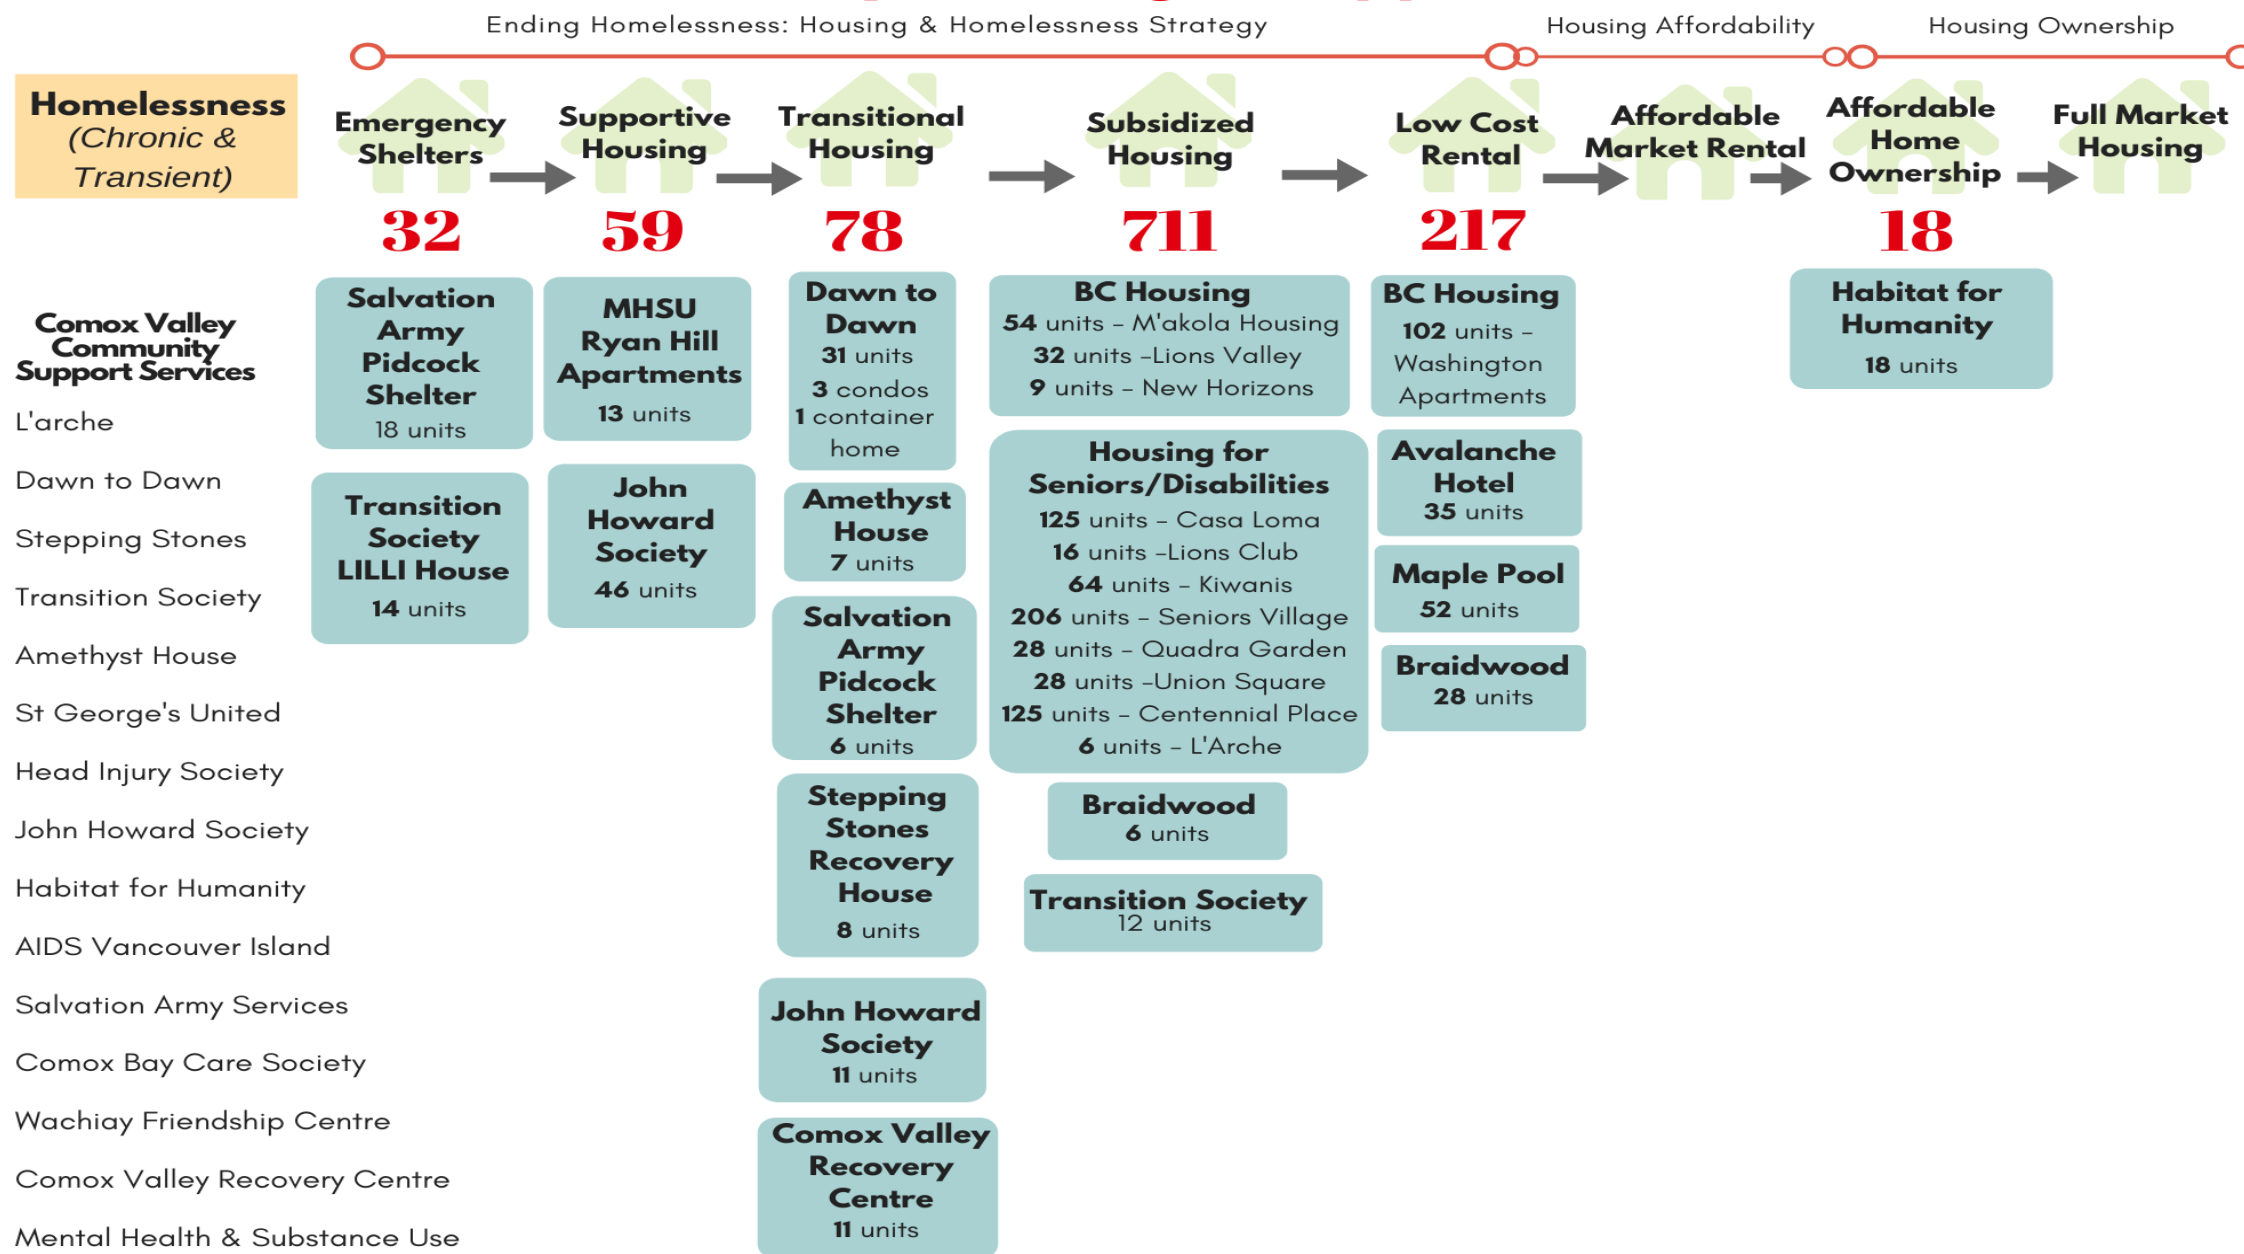 Ending Homelessness: Housing & Homelessness Strategy
Housing Affordability
Housing Ownership
Homelessness
(Chronic &
Transient)
Emergency
Shelters
Supportive
Housing
Transitional
Housing
Subsidized
Housing
Low Cost
Rental
Affordable
Market Rental
Affordable
Home
Ownership
Full Market
Housing
32
59
78
711
217
18
Comox Valley
Community
Support Services
L'arche
Dawn to Dawn
Stepping Stones
Transition Society
Amethyst House
St George's United
Head Injury Society
John Howard Society
Habitat for Humanity
AIDS Vancouver Island
Salvation Army Services
Comox Bay Care Society
Wachiay Friendship Centre
Comox Valley Recovery Centre
Mental Health & Substance Use
Salvation
Army
Pidcock
Shelter
18 units
Transition
Society
LILLI House
14 units
MHSU
Ryan Hill
Apartments
13 units
John
Howard
Society
46 units
Dawn to
Dawn
31 units
3 condos
1 container
home
Amethyst
House
7 units
Salvation
Army
Pidcock
Shelter
6 units
Stepping
Stones
Recovery
House
8 units
John Howard
Society
11 units
Comox Valley
Recovery
Centre
11 units
BC Housing
54 units – M'akola Housing
32 units –Lions Valley
9 units – New Horizons
Housing for
Seniors/Disabilities
125 units – Casa Loma
16 units –Lions Club
64 units – Kiwanis
206 units – Seniors Village
28 units – Quadra Garden
28 units –Union Square
125 units – Centennial Place
6 units – L'Arche
Braidwood
6 units
Transition Society
12 units
BC Housing
102 units –
Washington
Apartments
Avalanche
Hotel
35 units
Maple Pool
52 units
Braidwood
28 units
Habitat for
Humanity
18 units